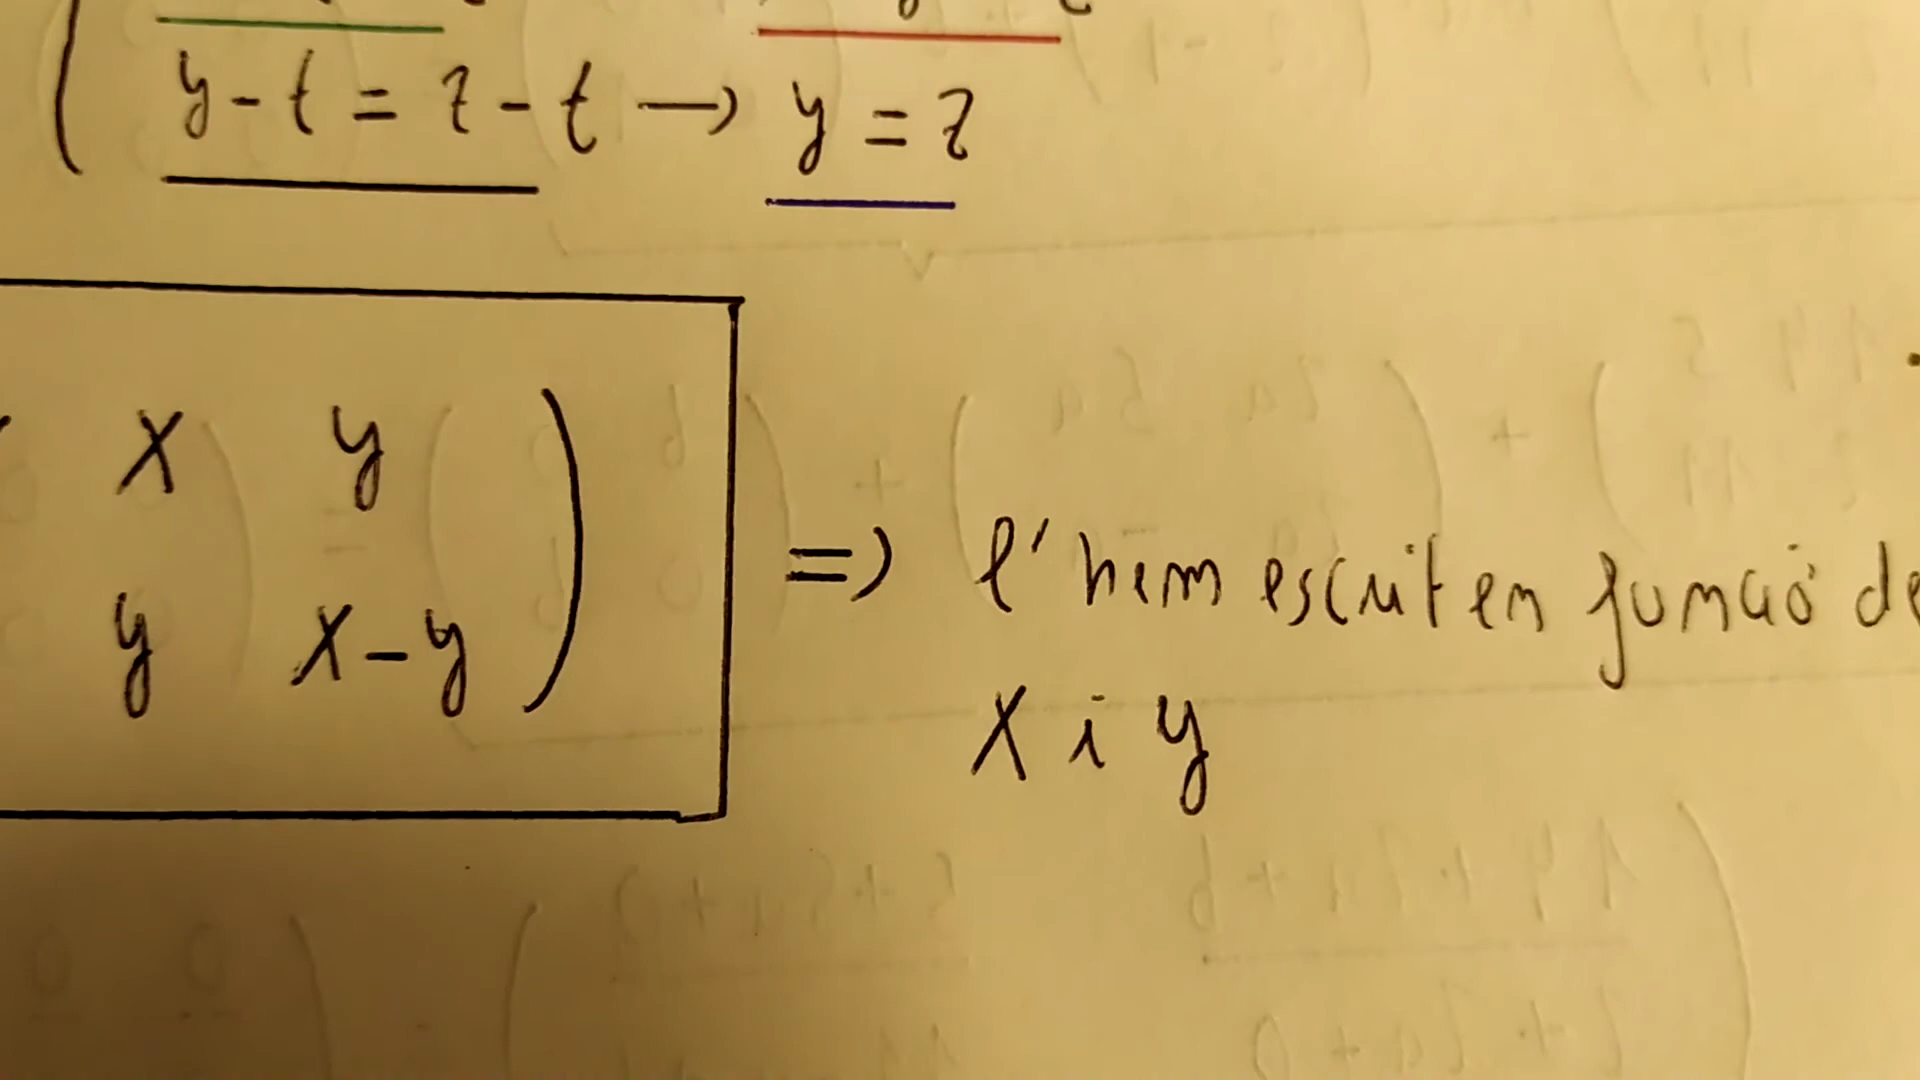 y - t = z - t → y = z
x y
y x - y
=> l'hem escrit en funció de
x i y